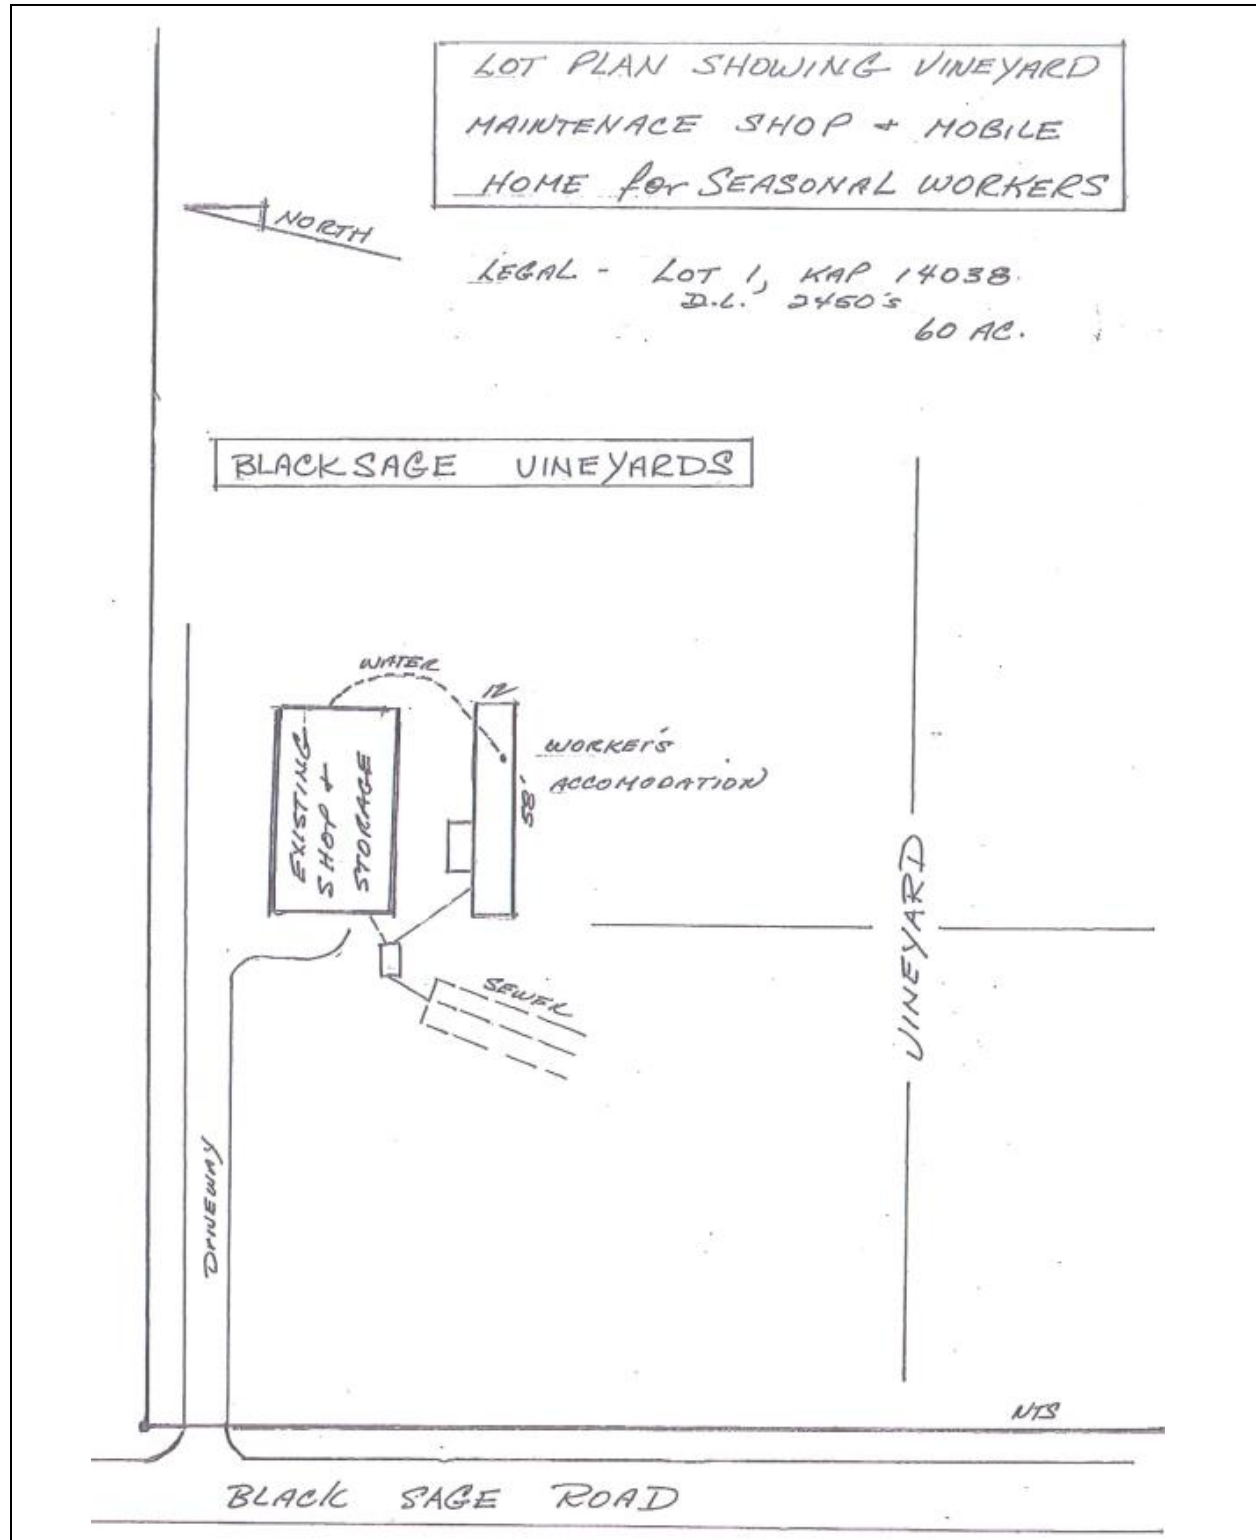 LOT PLAN SHOWING VINEYARD
MAINTENACE SHOP + MOBILE
HOME for SEASONAL WORKERS
NORTH
LEGAL - LOT 1, KAP 14038.
D.L. 2450's
60 AC.
BLACKSAGE VINEYARDS
WATER
12
EXISTING
SHOP +
STORAGE
58'
WORKER'S
ACCOMODATION
VINEYARD
SEWER
DRIVEWAY
NTS
BLACK SAGE ROAD